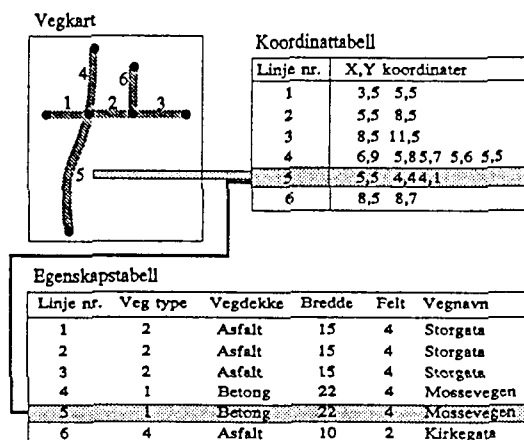 Vegkart
4 6
1 2 3
5
Koordinattabell
Linje nr. X,Y koordinater
1 3,5 5,5
2 5,5 8,5
3 8,5 11,5
4 6,9 5,85,7 5,6 5,5
5 5,5 4,44,1
6 8,5 8,7
Egenskapstabell
Linje nr. Veg type Vegdekke Bredde Felt Vegnavn
1 2 Asfalt 15 4 Storgata
2 2 Asfalt 15 4 Storgata
3 2 Asfalt 15 4 Storgata
4 1 Betong 22 4 Mossevegen
5 1 Betong 22 4 Mossevegen
6 4 Asfalt 10 2 Kirkegata